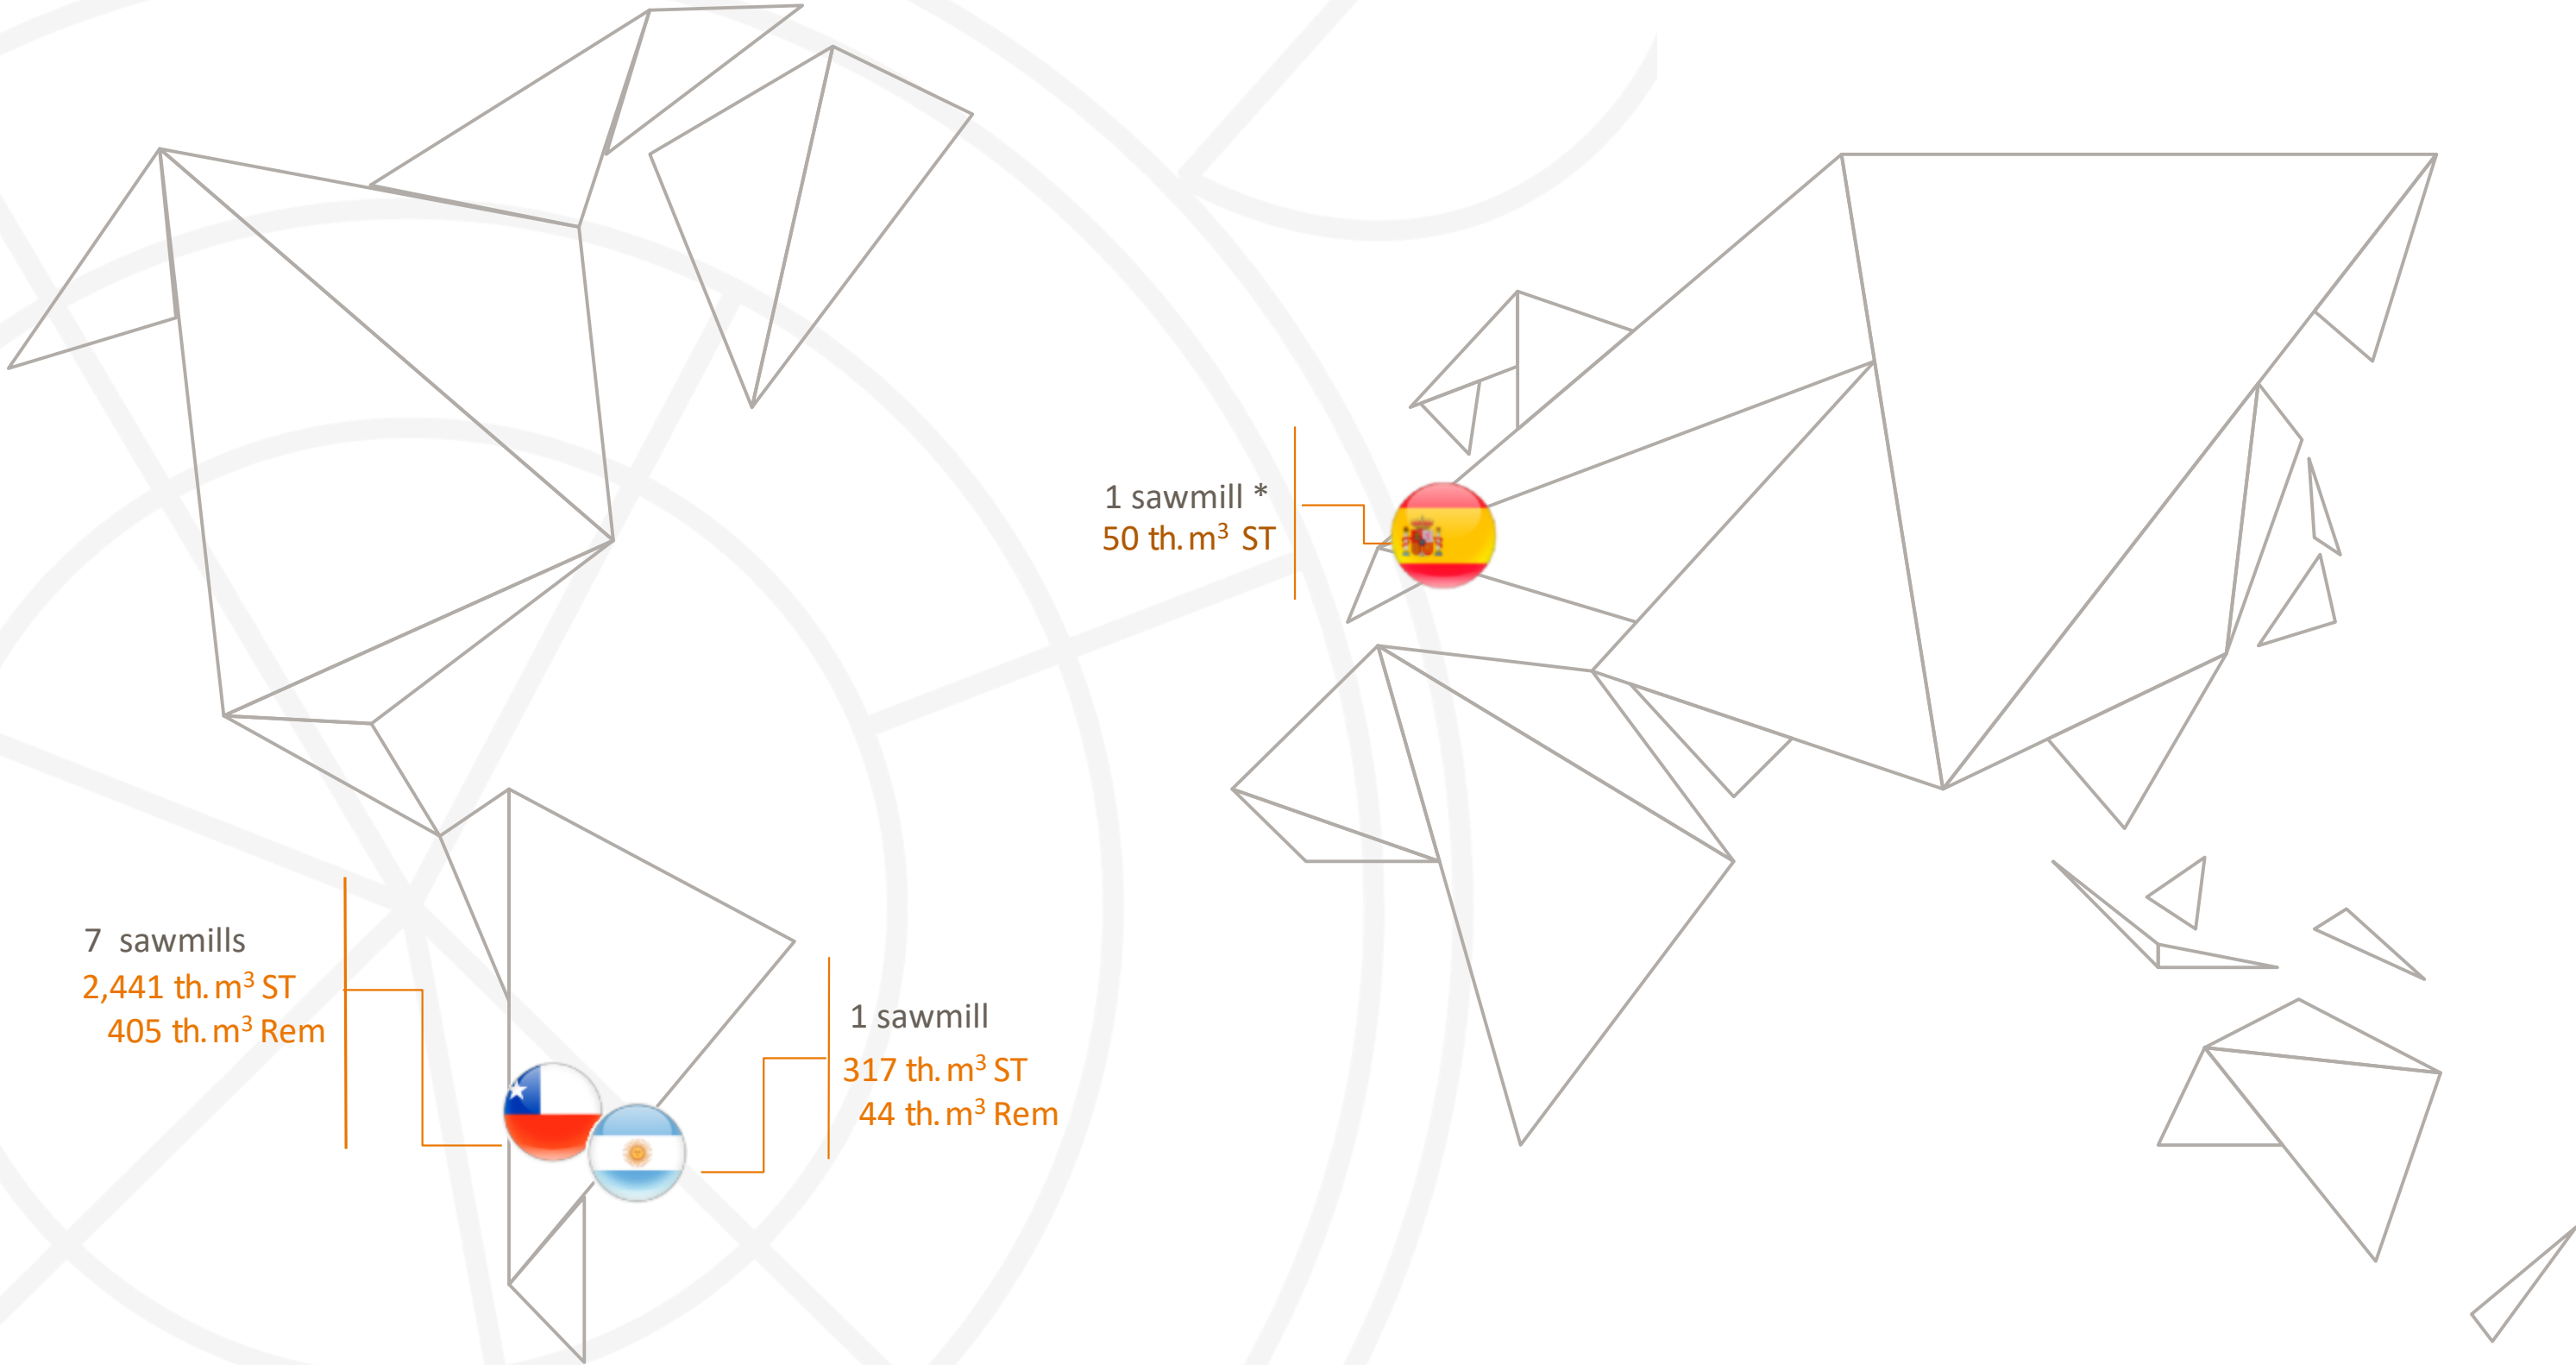 1 sawmill *
50 th. m³ ST
7 sawmills
2,441 th. m³ ST
405 th. m³ Rem
1 sawmill
317 th. m³ ST
44 th. m³ Rem